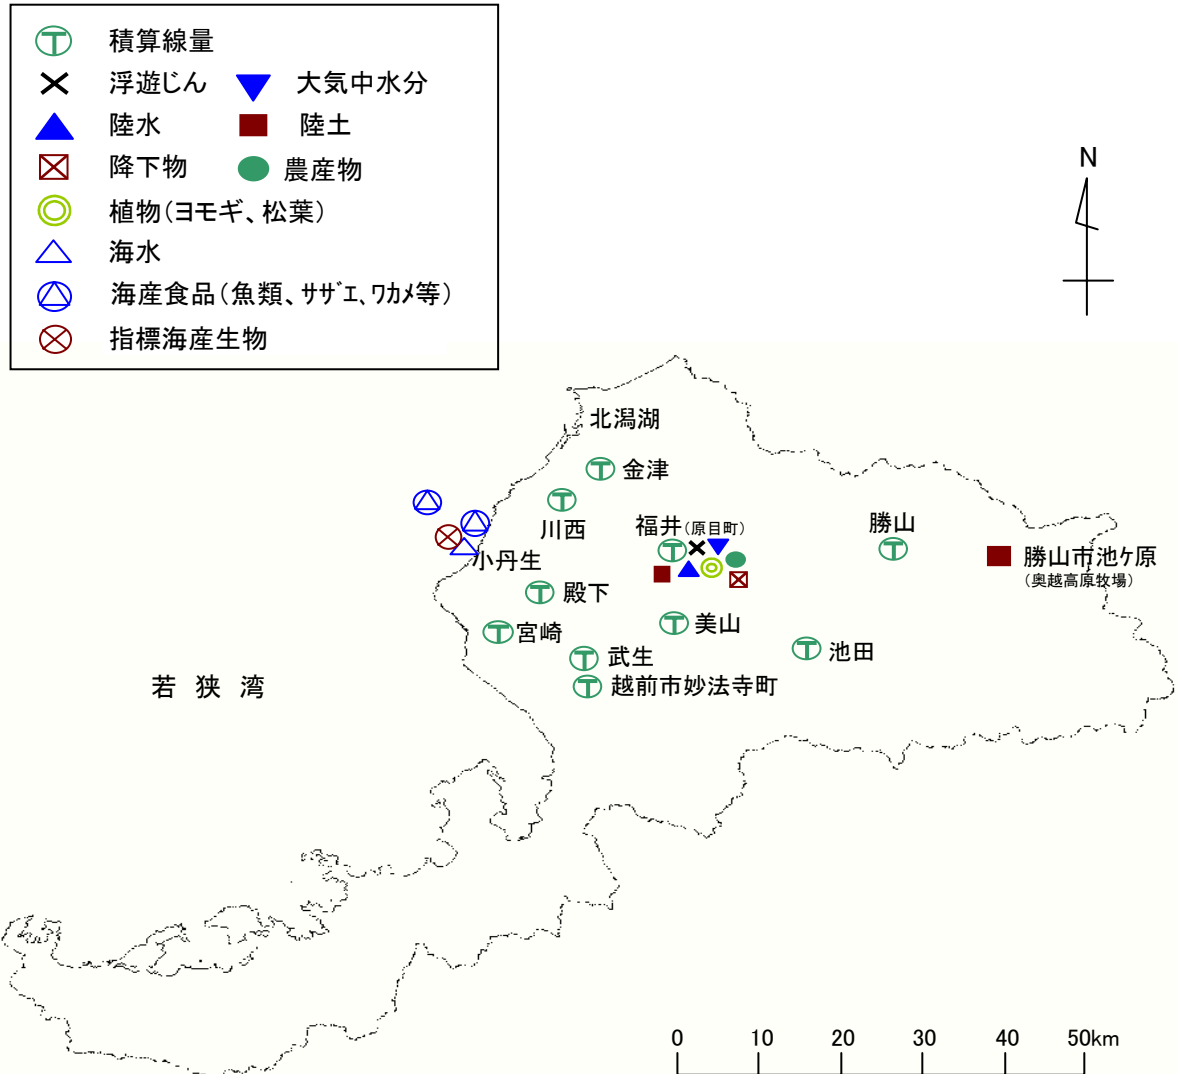 積算線量
浮遊じん 大気中水分
陸水 陸土
降下物 農産物
植物(ヨモギ、松葉)
海水
海産食品(魚類、ｻｻﾞｴ、ﾜｶﾒ等)
指標海産生物
N
北潟湖
金津
川西
福井(原目町)
勝山
勝山市池ケ原
(奥越高原牧場)
小丹生
殿下
宮崎
美山
武生
池田
越前市妙法寺町
若狭湾
0 10 20 30 40 50km